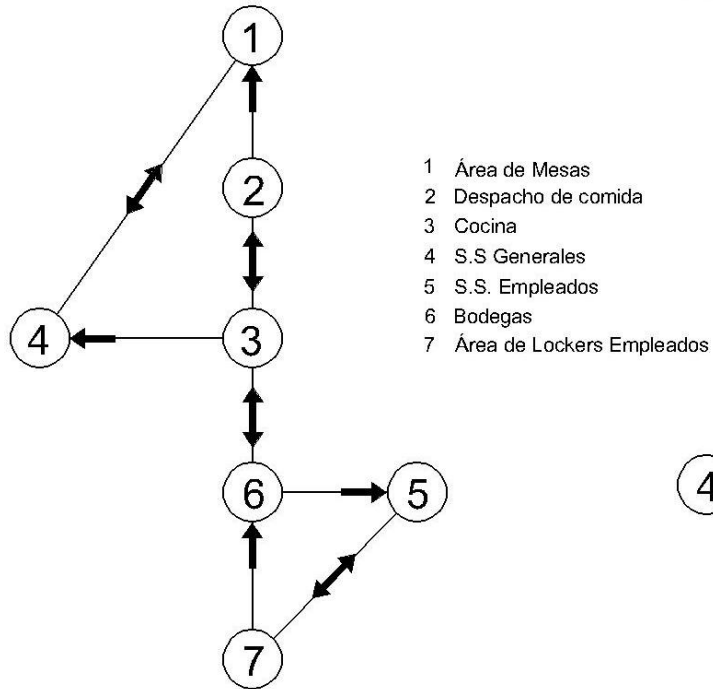 1
2
3
4
5
6
7
1 Área de Mesas
2 Despacho de comida
3 Cocina
4 S.S Generales
5 S.S. Empleados
6 Bodegas
7 Área de Lockers Empleados
4